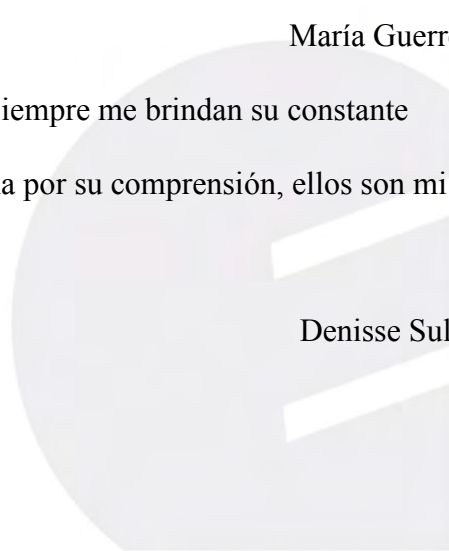 María Guerr
iempre me brindan su constante
a por su comprensión, ellos son mi
Denisse Sul